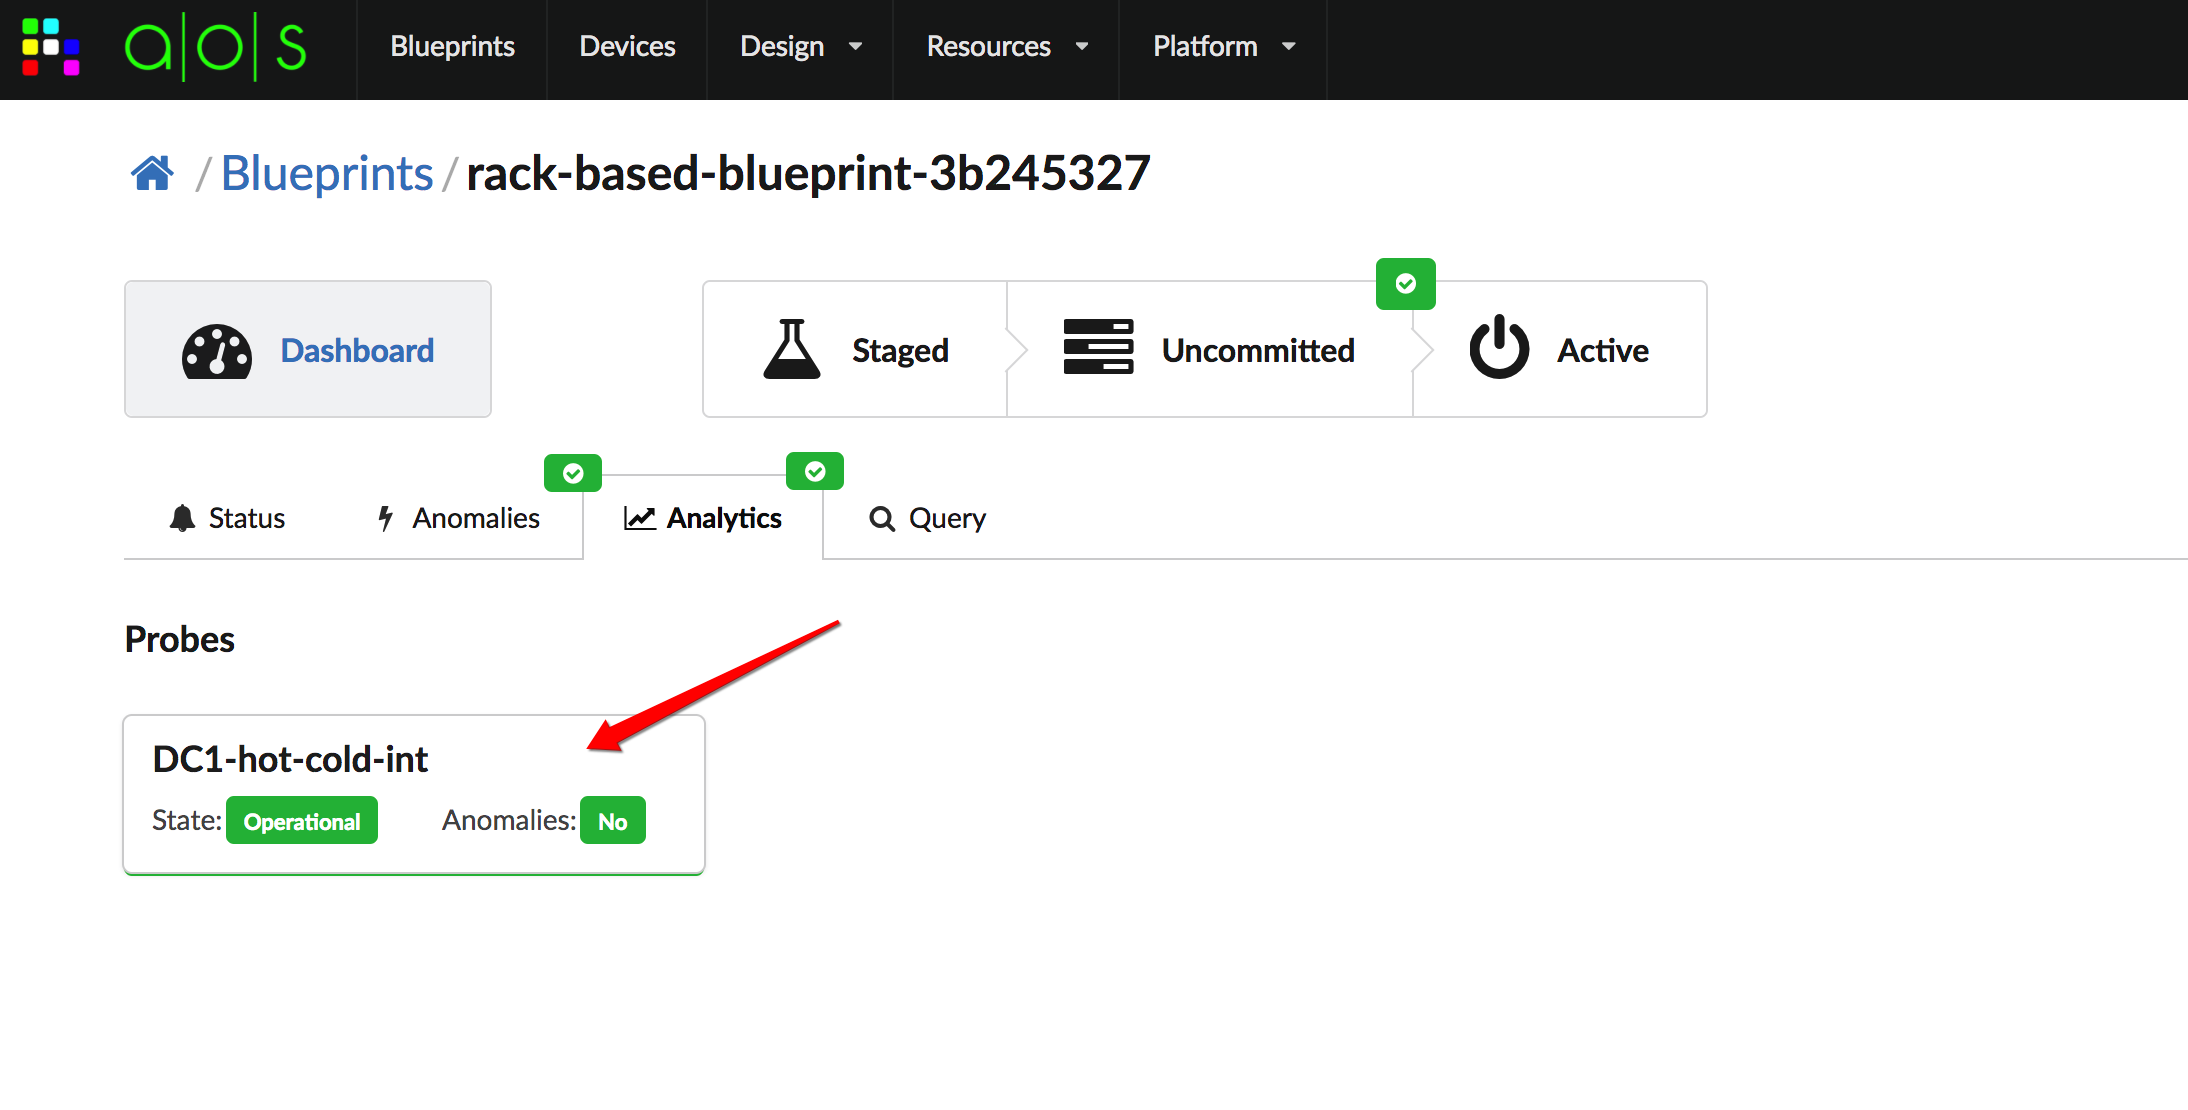 a|o|s Blueprints Devices Design Resources Platform
/ Blueprints / rack-based-blueprint-3b245327
Dashboard Staged Uncommitted Active
Status Anomalies Analytics Query
Probes
DC1-hot-cold-int
State: Operational Anomalies: No